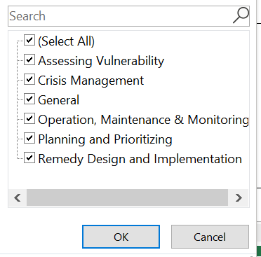 Search
(Select All)
Assessing Vulnerability
Crisis Management
General
Operation, Maintenance & Monitoring
Planning and Prioritizing
Remedy Design and Implementation
OK
Cancel